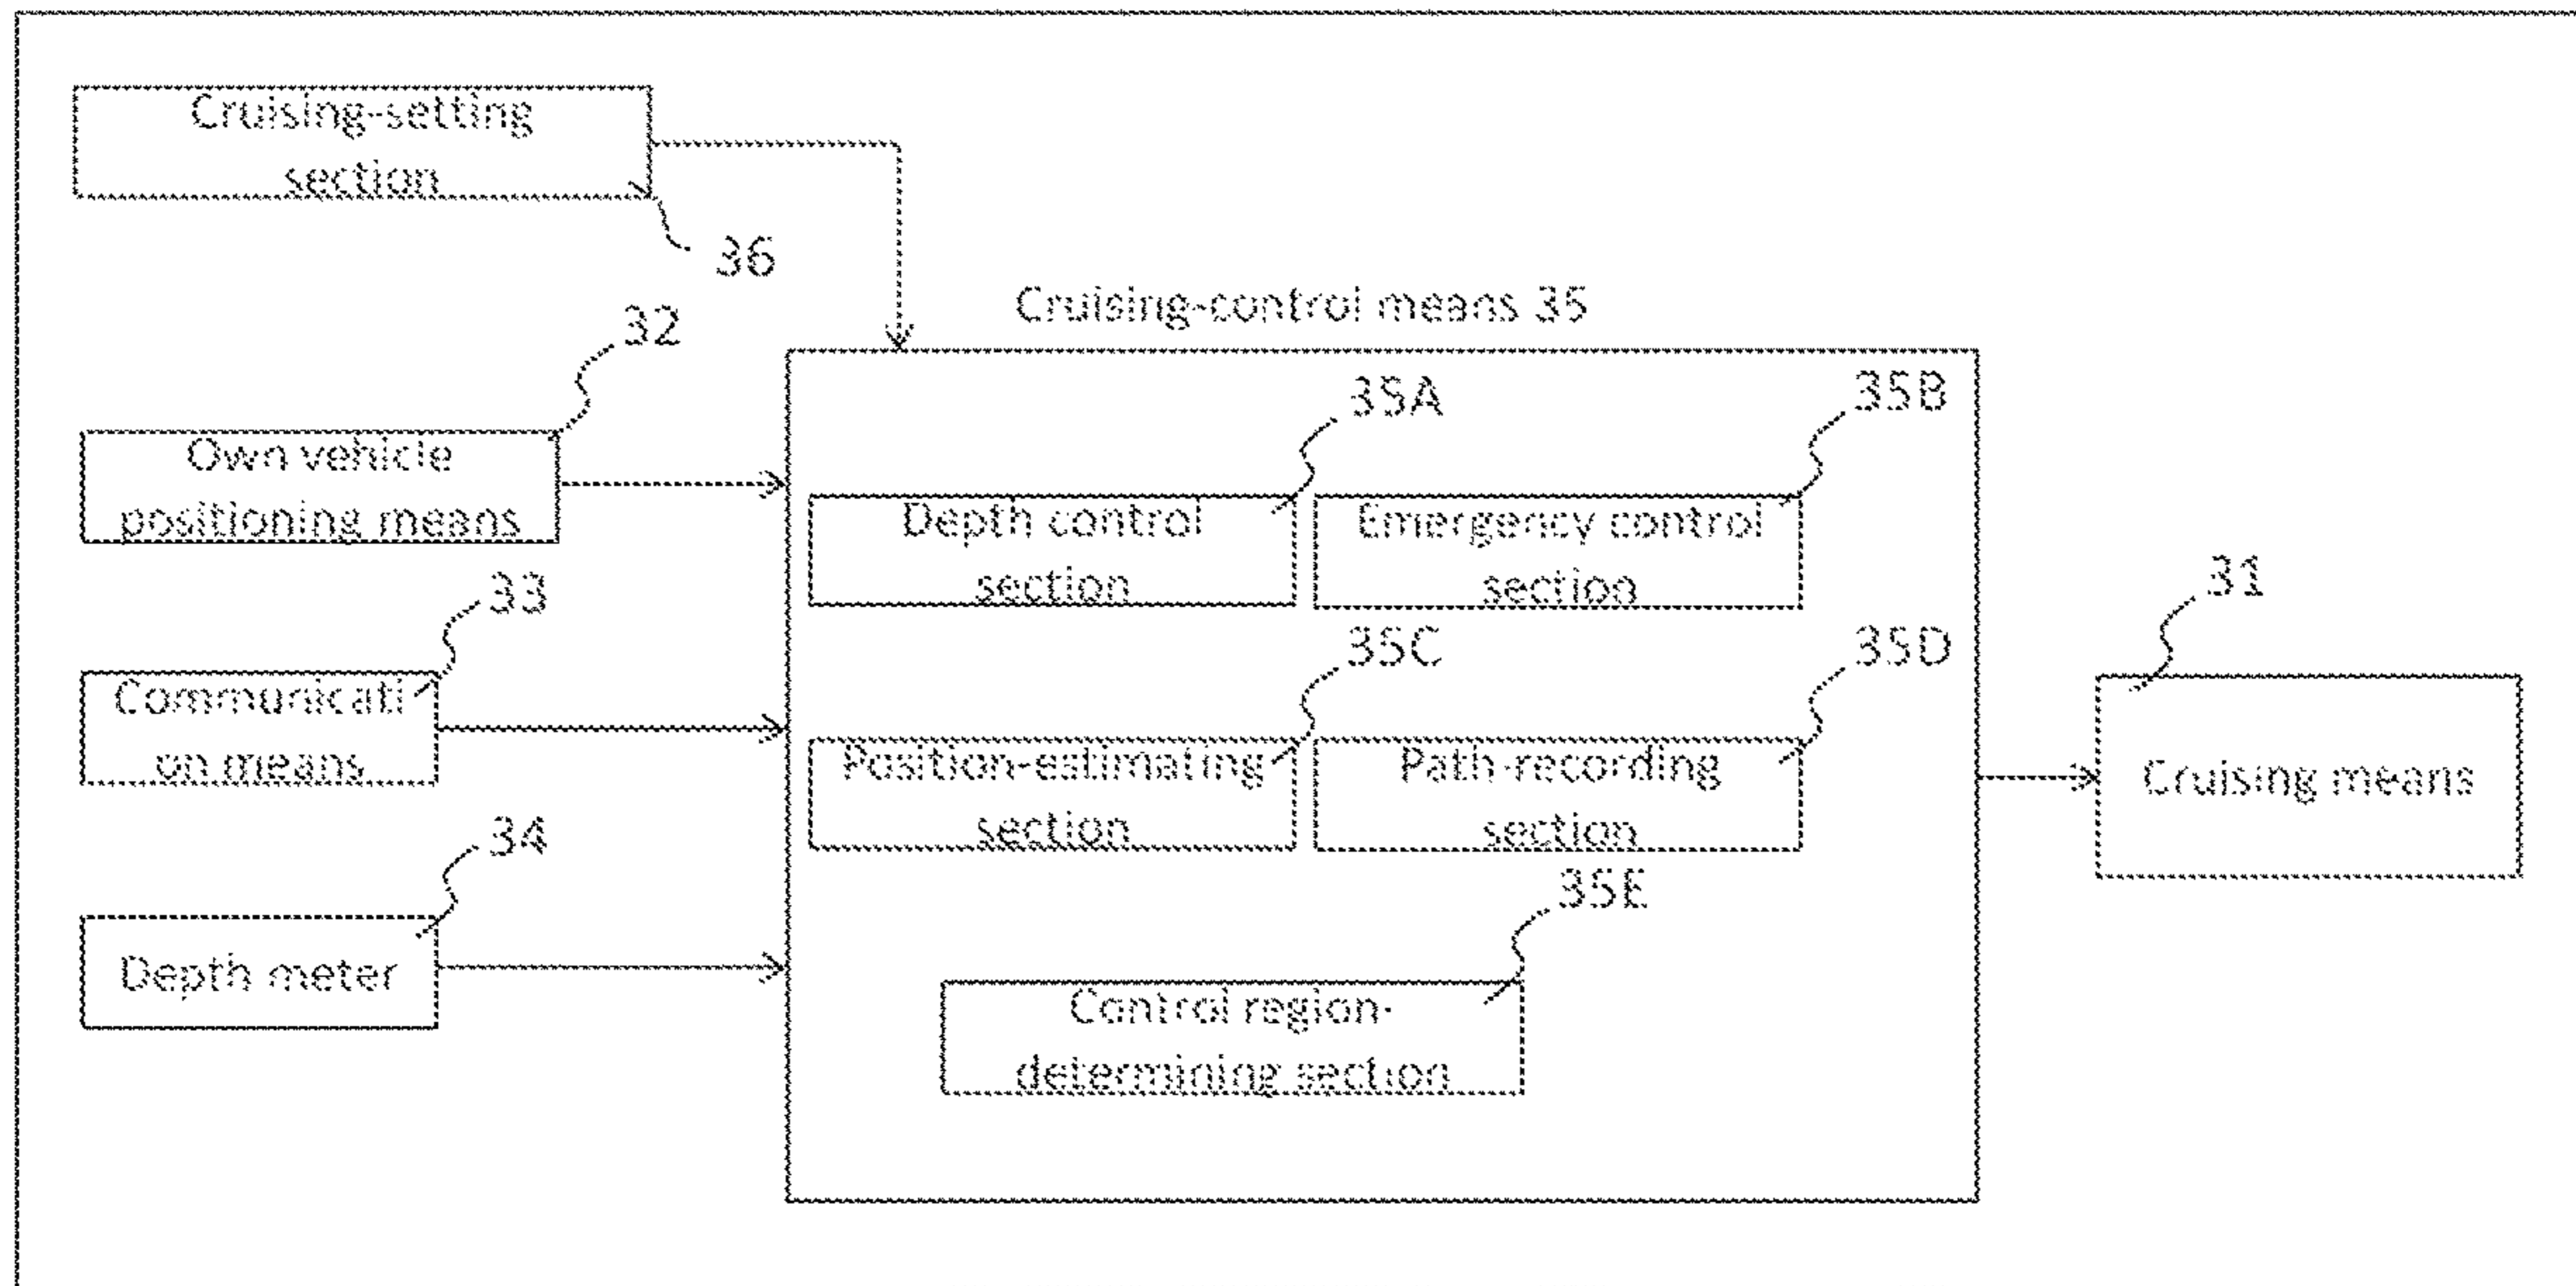 Cruising-setting
section
36
32
Cruising-control means 35
35A
35B
Own vehicle
positioning means
Depth control
section
Emergency control
section
33
31
35C
35D
Communicati
on means
Position-estimating
section
Path-recording
section
Cruising means
34
35E
Depth meter
Control region-
determining section